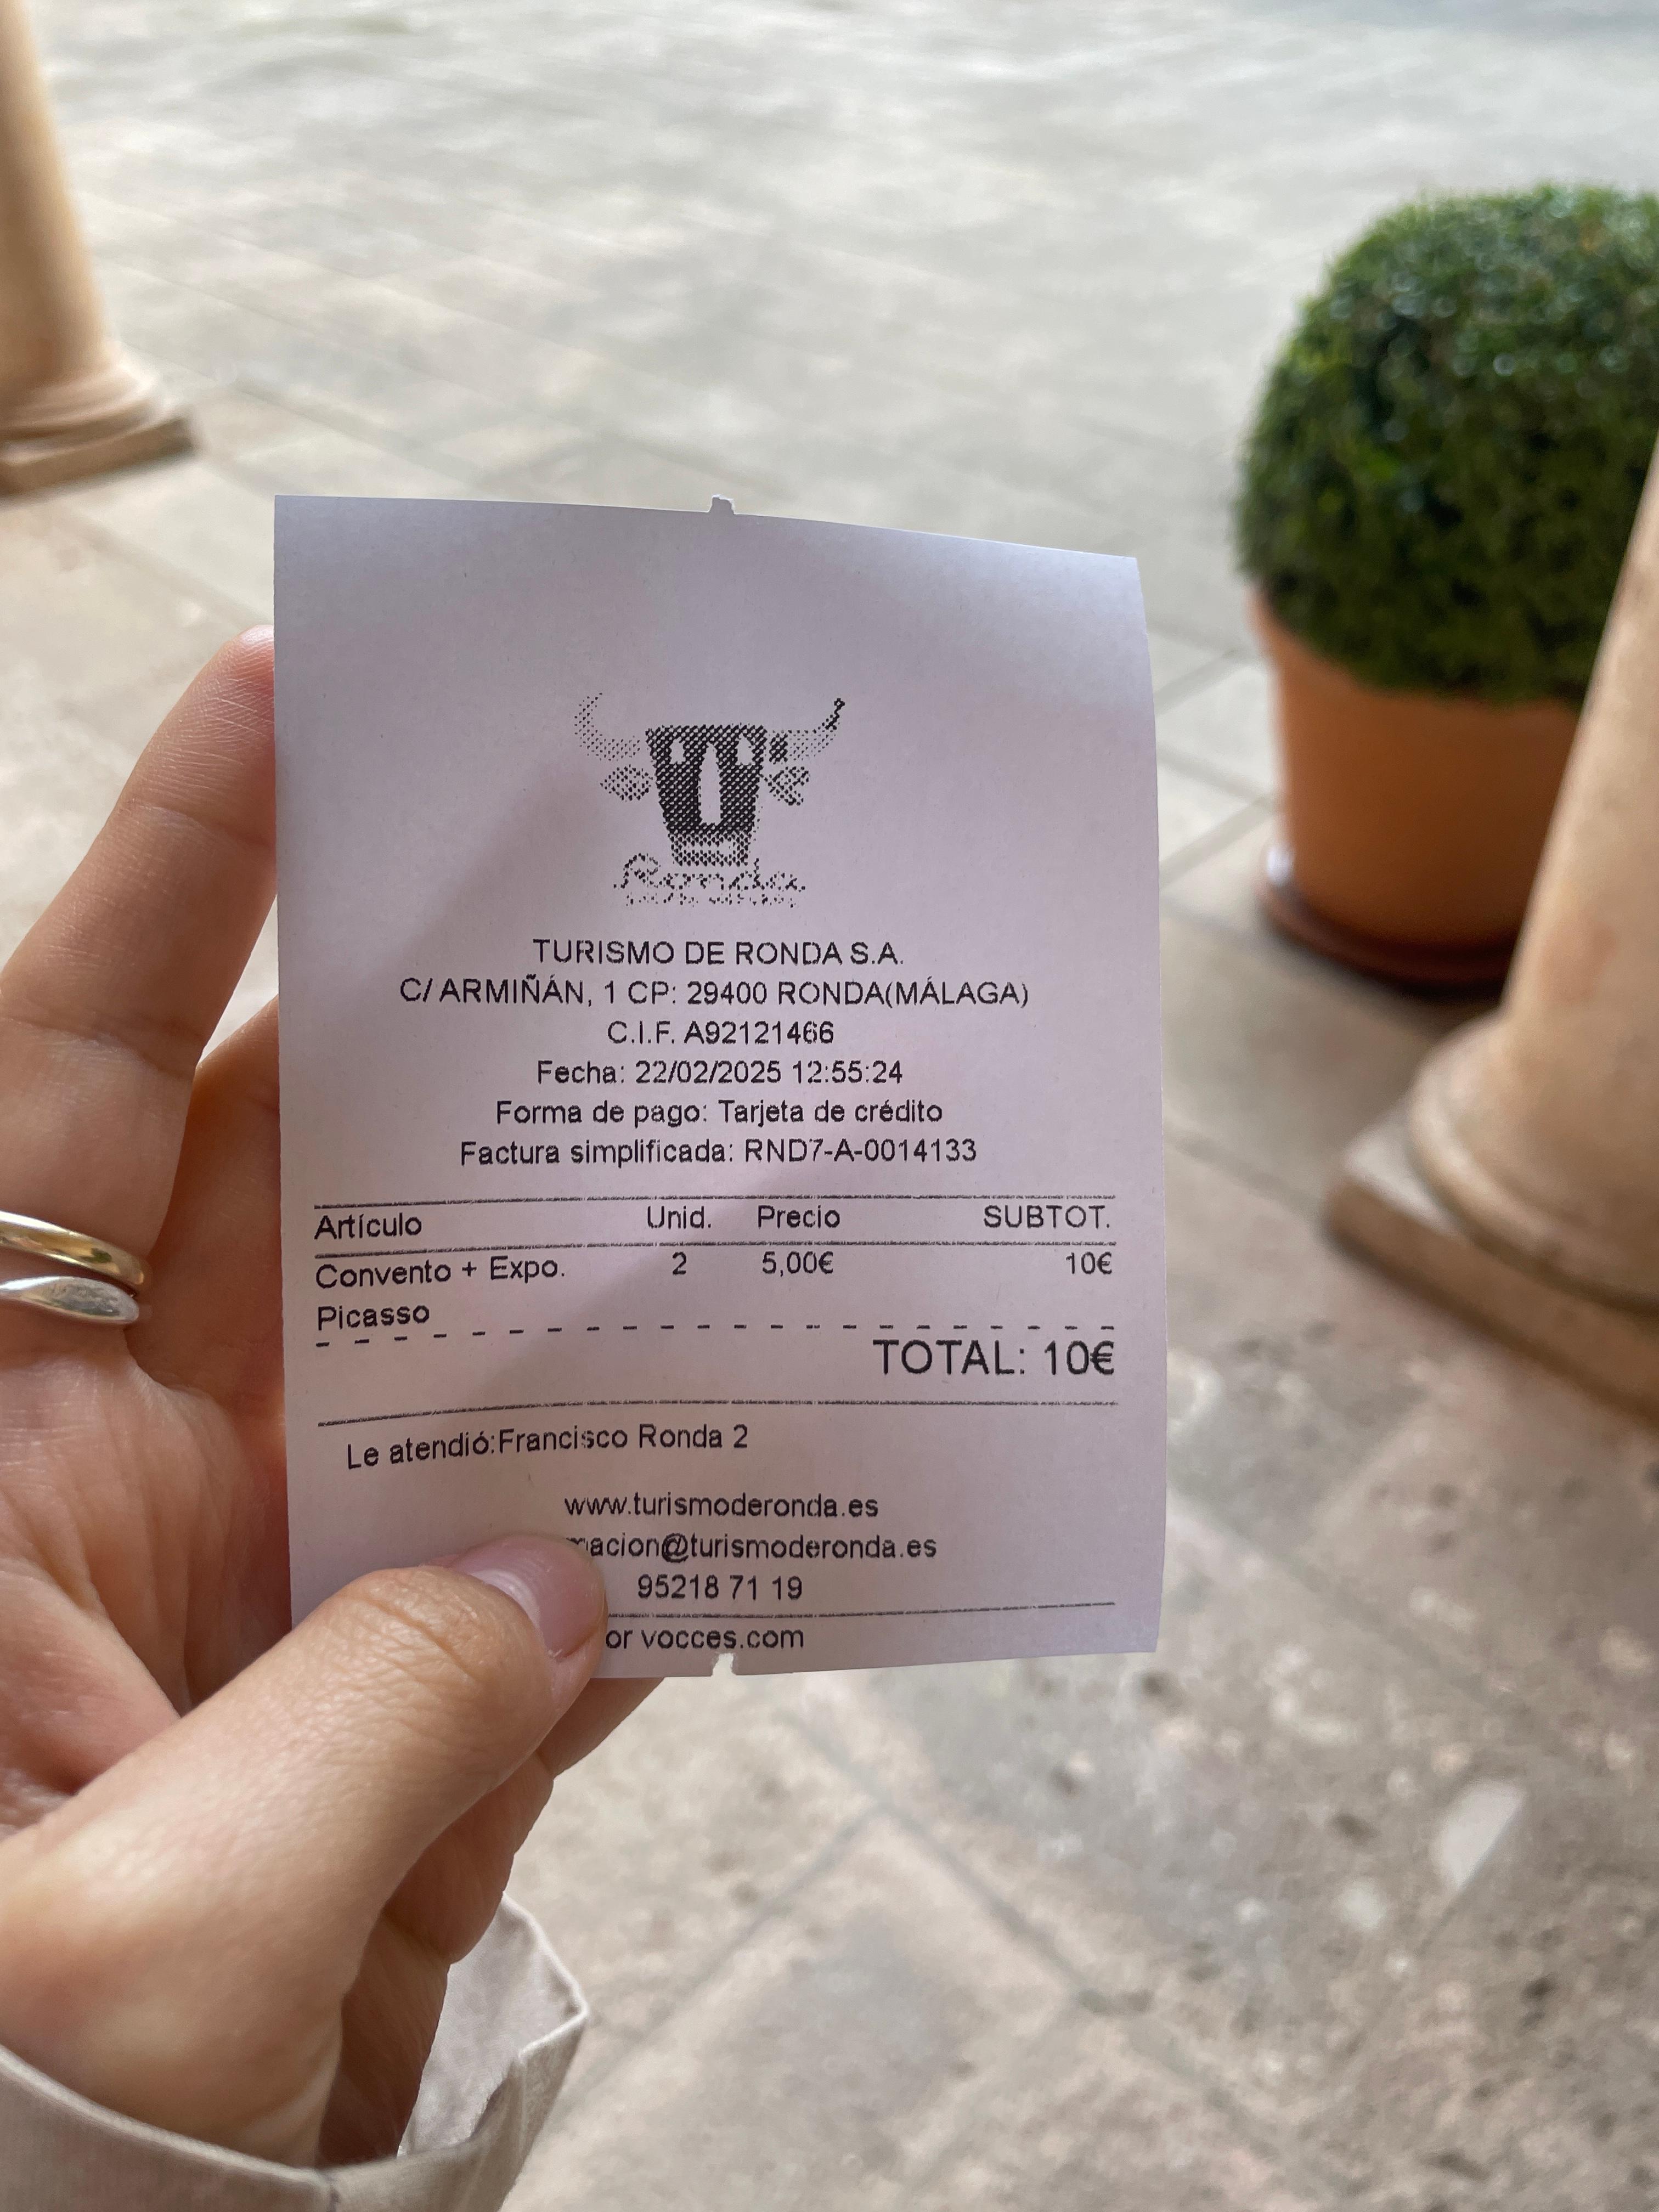 Ronda
TURISMO DE RONDA S.A.
C/ ARMIÑÁN, 1 CP: 29400 RONDA(MÁLAGA)
C.I.F. A92121466
Fecha: 22/02/2025 12:55:24
Forma de pago: Tarjeta de crédito
Factura simplificada: RND7-A-0014133
Artículo Unid. Precio SUBTOT.
Convento + Expo. 2 5,00€ 10€
Picasso
TOTAL: 10€
Le atendió:Francisco Ronda 2
www.turismoderonda.es
macion@turismoderonda.es
95218 71 19
or vocces.com